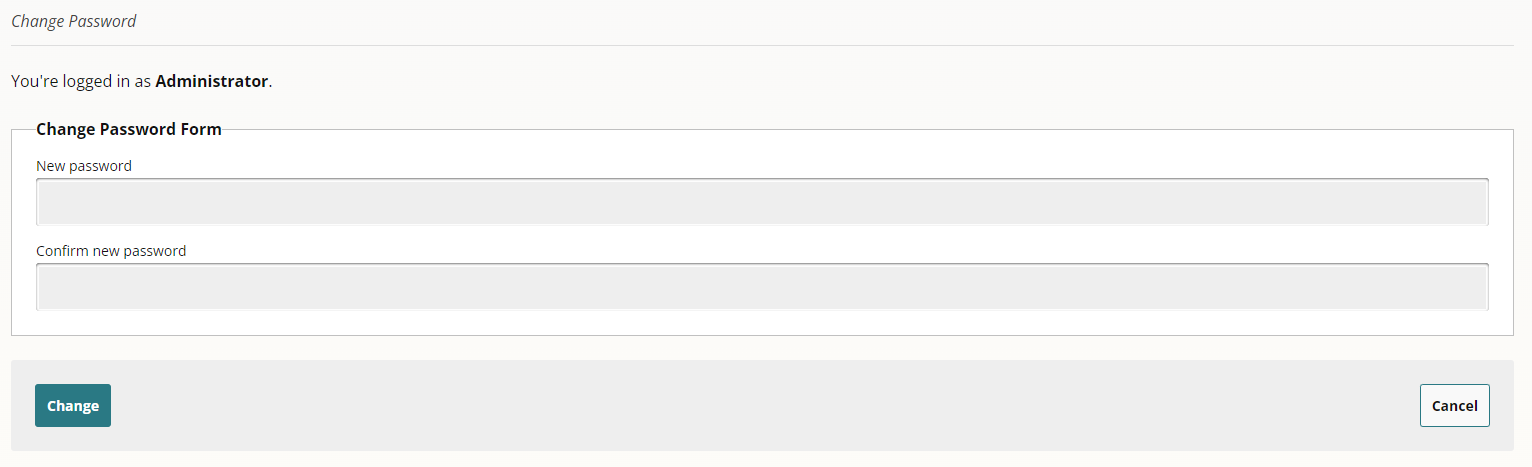 Change Password
You're logged in as Administrator.
Change Password Form
New password
Confirm new password
Change
Cancel